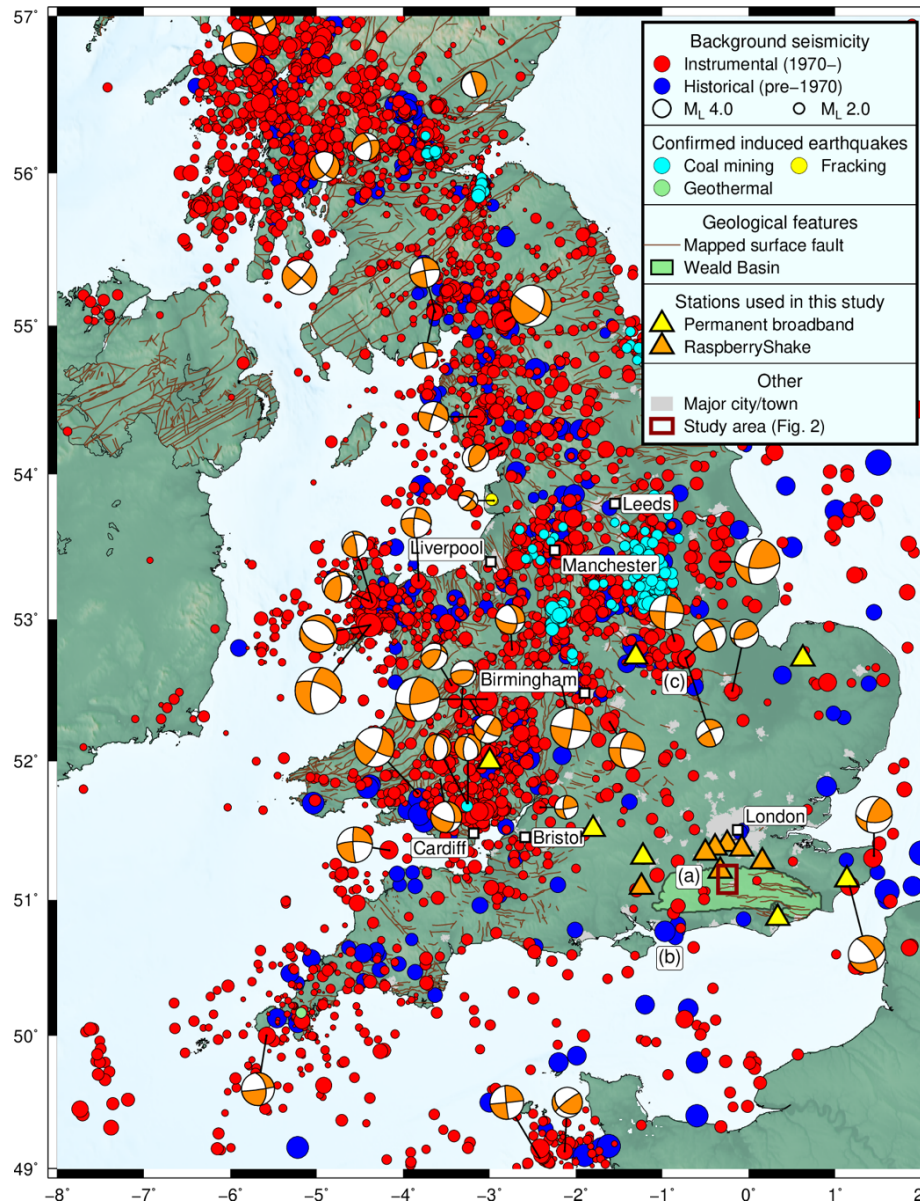 57°
56°
55°
54°
53°
52°
51°
50°
49°
−8°
−7°
−6°
−5°
−4°
−3°
−2°
−1°
0°
1°
2
Background seismicity
Instrumental (1970−)
Historical (pre−1970)
M_L 4.0 M_L 2.0
Confirmed induced earthquakes
Coal mining Fracking
Geothermal
Geological features
Mapped surface fault
Weald Basin
Stations used in this study
Permanent broadband
RaspberryShake
Other
Major city/town
Study area (Fig. 2)
Leeds
Liverpool
Manchester
Birmingham
(c)
London
Cardiff
Bristol
(a)
(b)